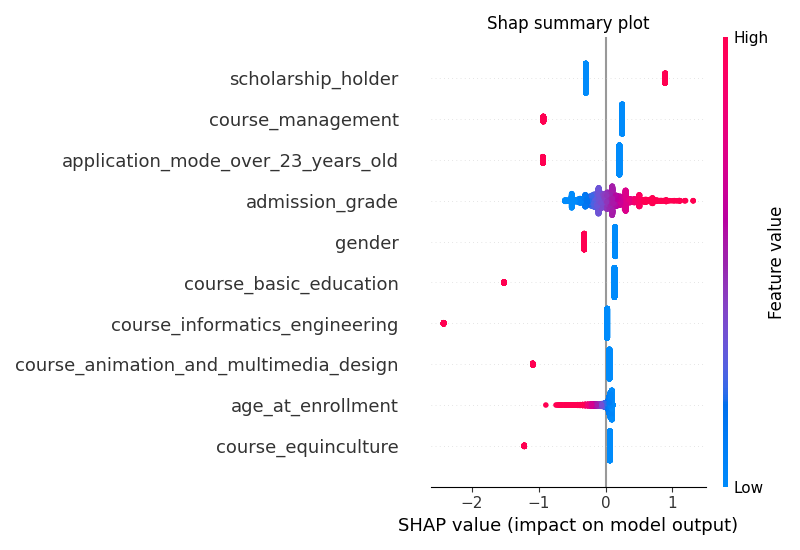 Shap summary plot
High
scholarship_holder
course_management
application_mode_over_23_years_old
admission_grade
gender
course_basic_education
course_informatics_engineering
course_animation_and_multimedia_design
age_at_enrollment
course_equinculture
Feature value
Low
−2 −1 0 1
SHAP value (impact on model output)